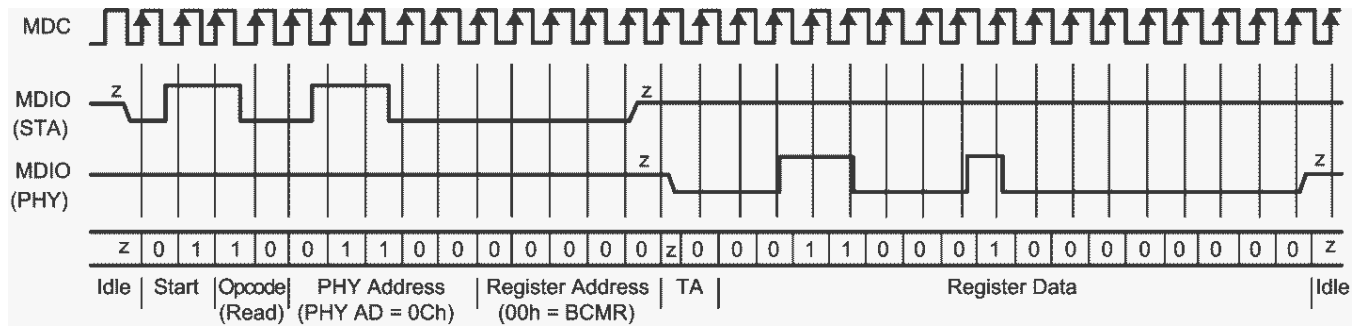 MDC
z
MDIO
(STA)
z
z
MDIO
(PHY)
z
z 0 1 1 0 0 1 1 0 0 0 0 0 0 0 z 0 0 0 1 1 0 0 0 1 0 0 0 0 0 0 0 0 z
Idle Start Opcode PHY Address Register Address TA Register Data Idle
(Read) (PHY AD = 0Ch) (00h = BCMR)